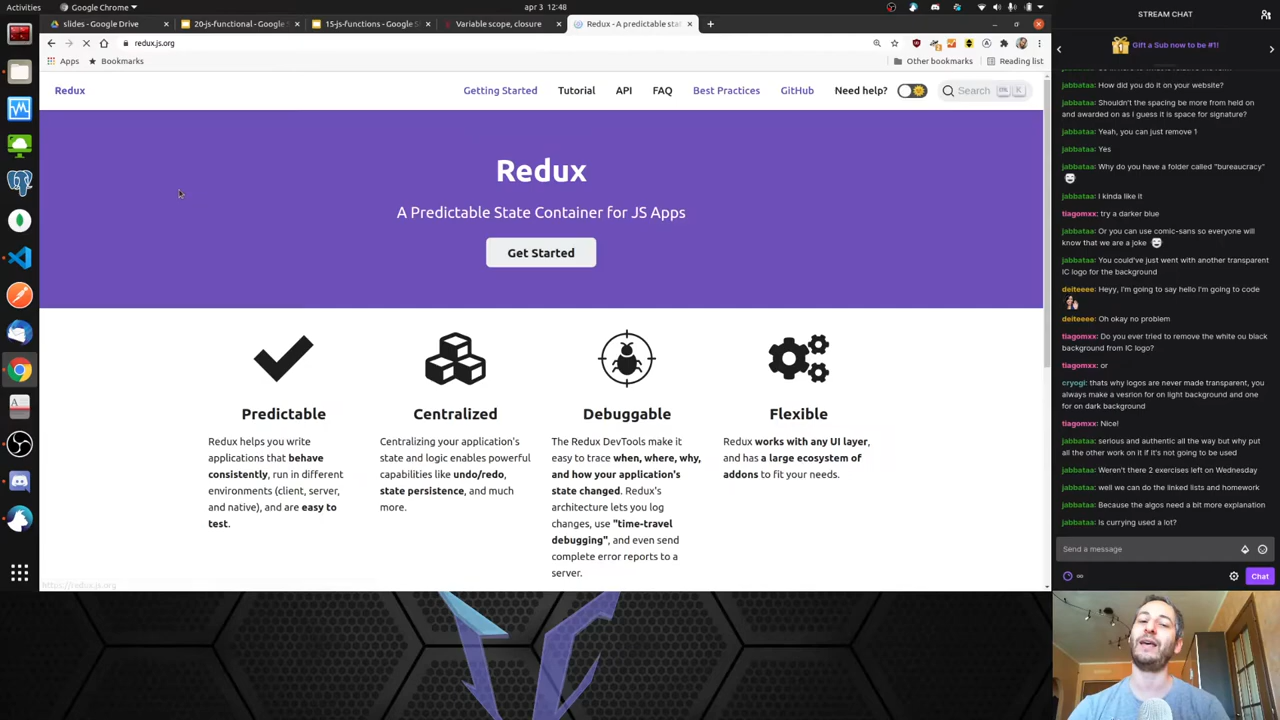 Activities
Google Chrome
apr 3 12:48
slides - Google Drive
20-js-functional - Google S
15-js-functions - Google S
Variable scope, closure
Redux - A predictable sta
redux.js.org
Apps
Bookmarks
Other bookmarks
Reading list
Redux
Getting Started
Tutorial
API
FAQ
Best Practices
GitHub
Need help?
Search
K
Redux
A Predictable State Container for JS Apps
Get Started
Predictable
Redux helps you write
applications that behave
consistently, run in different
environments (client, server,
and native), and are easy to
test.
Centralized
Centralizing your application's
state and logic enables powerful
capabilities like undo/redo,
state persistence, and much
more.
Debuggable
The Redux DevTools make it
easy to trace when, where, why,
and how your application's
state changed. Redux's
architecture lets you log
changes, use "time-travel
debugging", and even send
complete error reports to a
server.
Flexible
Redux works with any UI layer,
and has a large ecosystem of
addons to fit your needs.
https://redux.js.org
STREAM CHAT
Gift a Sub now to be #1!
jabbataa: How did you do it on your website?
jabbataa: Shouldn't the spacing be more from held on
and awarded on as I guess it is space for signature?
jabbataa: Yeah, you can just remove 1
jabbataa: Yes
jabbataa: Why do you have a folder called "bureaucracy"
jabbataa: I kinda like it
tiagomxx: try a darker blue
jabbataa: Or you can use comic-sans so everyone will
know that we are a joke
jabbataa: You could've just went with another transparent
IC logo for the background
deiteeee: Heyy, I'm going to say hello I'm going to code
deiteeee: Oh okay no problem
tiagomxx: Do you ever tried to remove the white ou black
background from IC logo?
tiagomxx: or
cryogl: thats why logos are never made transparent, you
always make a vesrion for on light background and one
for on dark background
tiagomxx: Nice!
jabbataa: serious and authentic all the way but why put
all the other work on it if it's not going to be used
jabbataa: Weren't there 2 exercises left on Wednesday
jabbataa: well we can do the linked lists and homework
jabbataa: Because the algos need a bit more explanation
jabbataa: Is currying used a lot?
Send a message
Chat